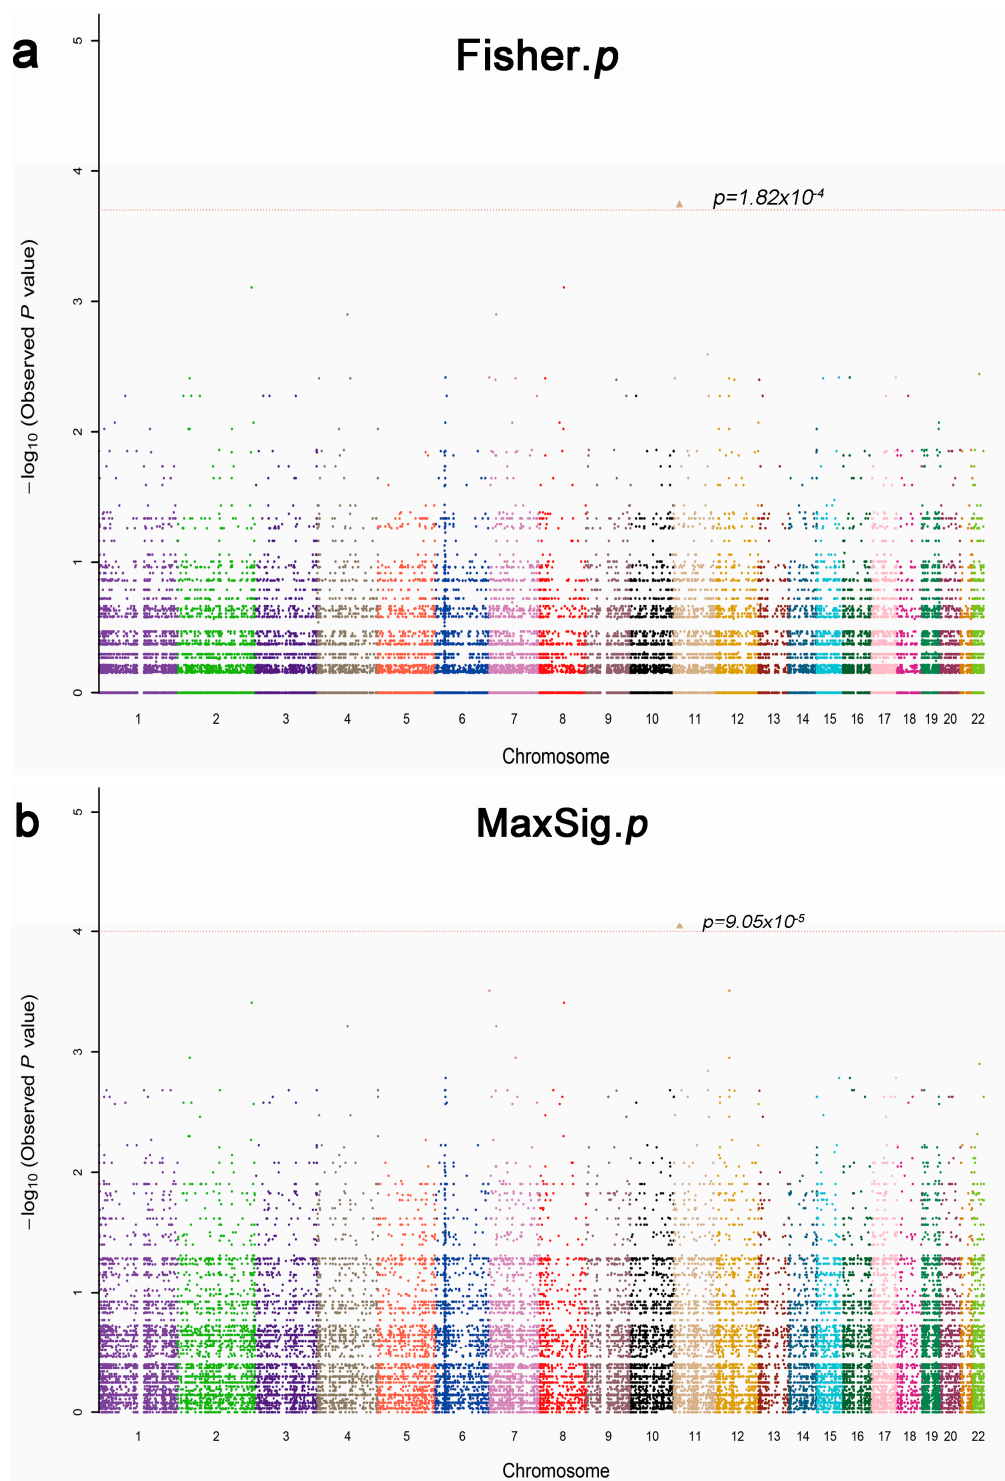 a
Fisher.p
5
4
p=1.82x10-4
3
2
1
0
−log10 (Observed P value)
1 2 3 4 5 6 7 8 9 10 11 12 13 14 15 16 17 18 19 20 22
Chromosome
b
MaxSig.p
5
4
p=9.05x10-5
3
2
1
0
−log10 (Observed P value)
1 2 3 4 5 6 7 8 9 10 11 12 13 14 15 16 17 18 19 20 22
Chromosome